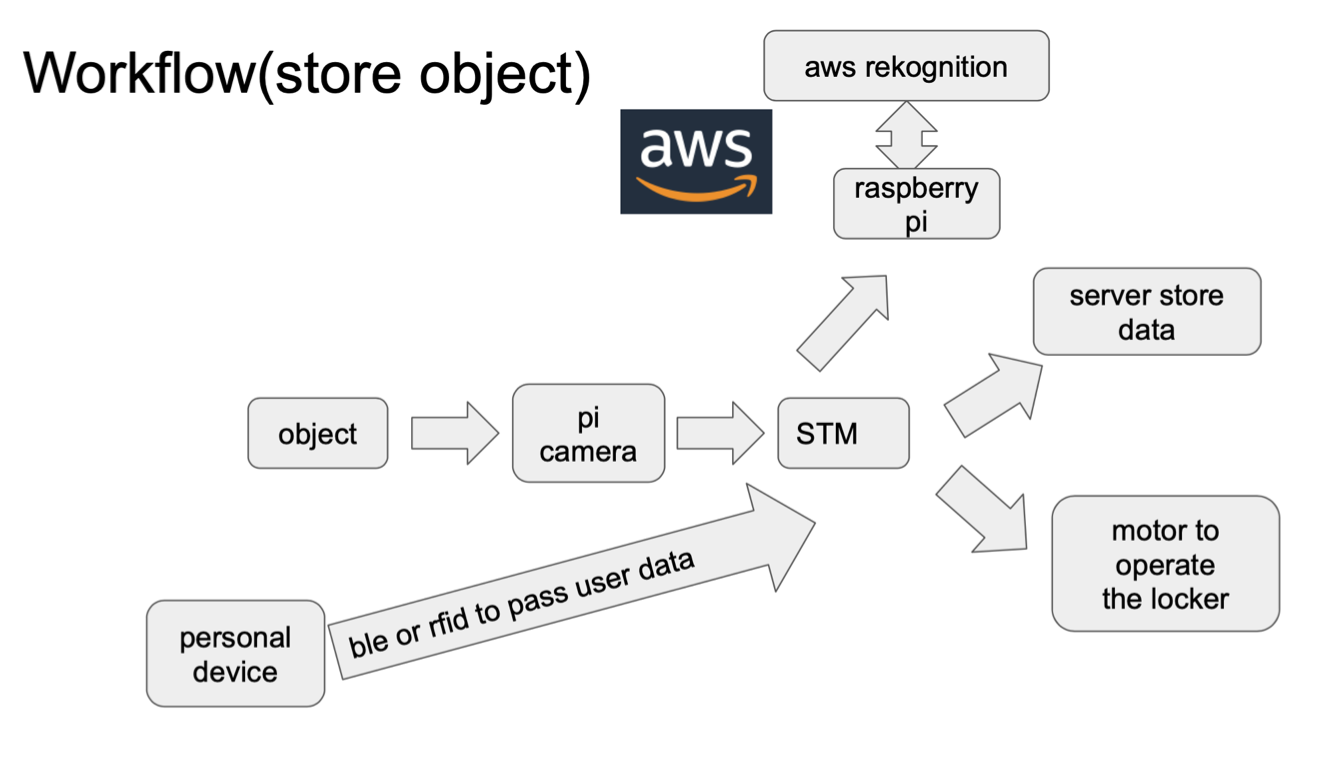 Workflow(store object)
aws rekognition
aws
raspberry
pi
server store
data
object
pi
camera
STM
motor to
operate
the locker
ble or rfid to pass user data
personal
device